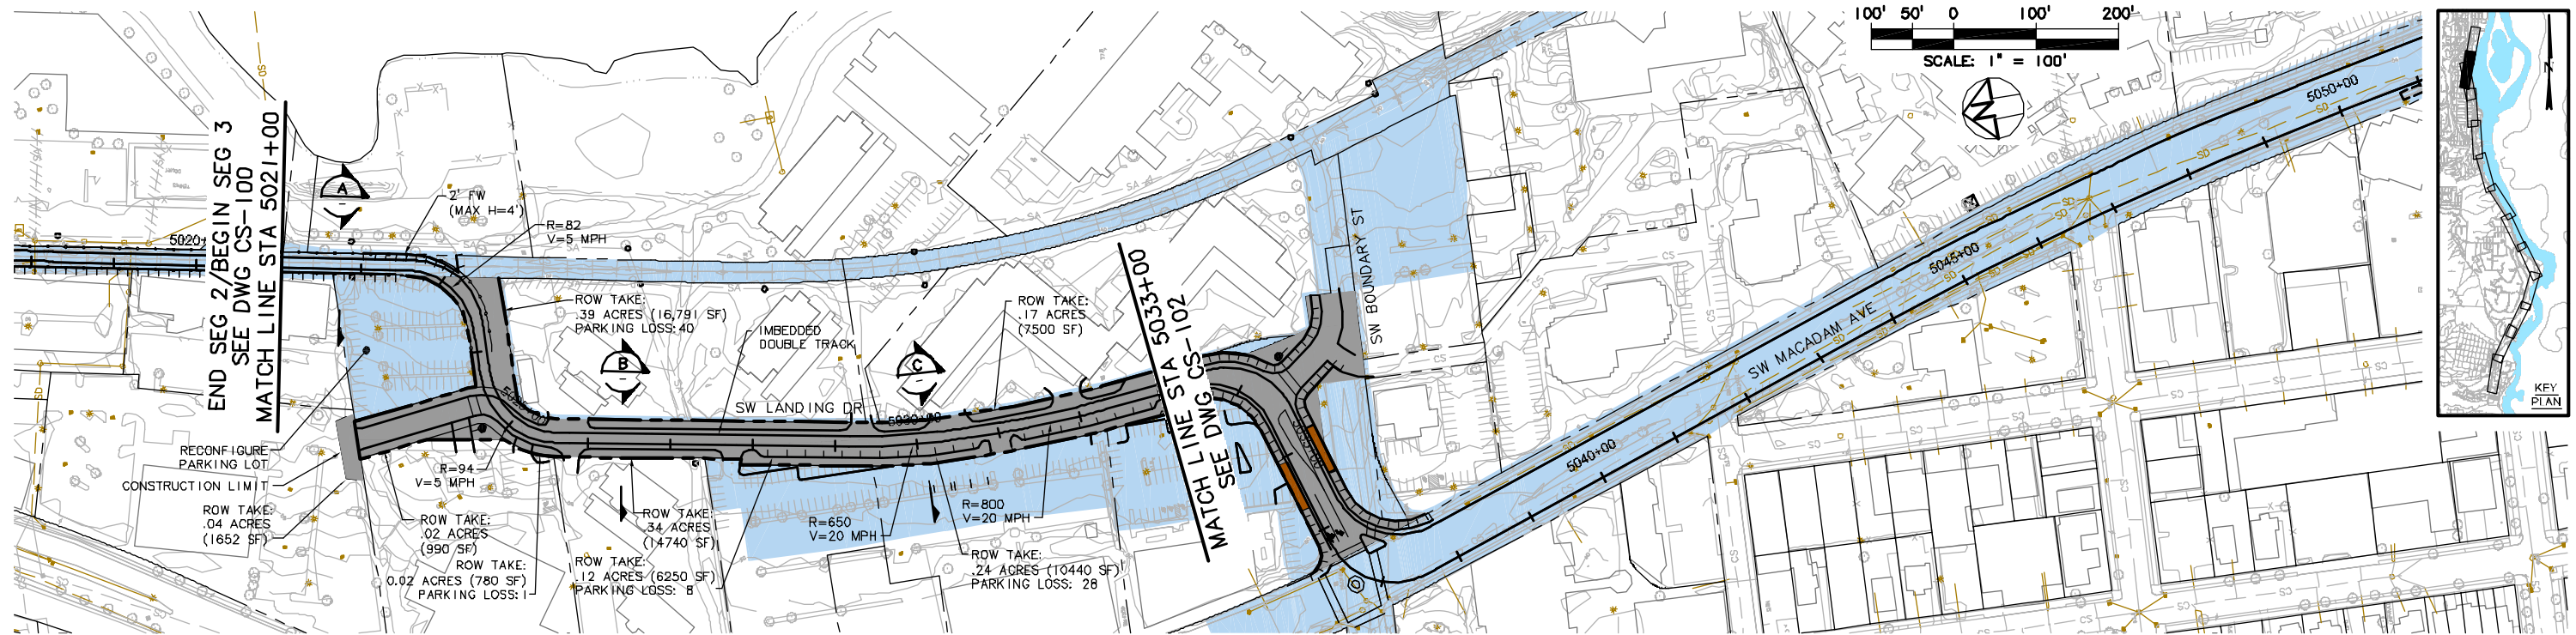 100' 50' 0 100' 200'
SCALE: 1" = 100'
N
N
KEY
PLAN
END SEG 2/BEGIN SEG 3
SEE DWG CS-100
MATCH LINE STA 5021+00
5020+
A
-
2' FW
(MAX H=4')
R=82
V=5 MPH
ROW TAKE:
.39 ACRES (16,791 SF)
PARKING LOSS: 40
IMBEDDED
DOUBLE TRACK
B
-
C
-
ROW TAKE:
.17 ACRES
(7500 SF)
MATCH LINE STA 5033+00
SEE DWG CS-102
SW BOUNDARY ST
SW MACADAM AVE
5050+00
5045+00
5040+00
SW LANDING DR
5030+00
RECONFIGURE
PARKING LOT
CONSTRUCTION LIMIT
ROW TAKE:
.04 ACRES
(1652 SF)
R=94
V=5 MPH
ROW TAKE:
.02 ACRES
(990 SF)
ROW TAKE:
0.02 ACRES (780 SF)
PARKING LOSS: 1
ROW TAKE:
.34 ACRES
(14740 SF)
ROW TAKE:
.12 ACRES (6250 SF)
PARKING LOSS: 8
R=650
V=20 MPH
R=800
V=20 MPH
ROW TAKE:
.24 ACRES (10440 SF)
PARKING LOSS: 28